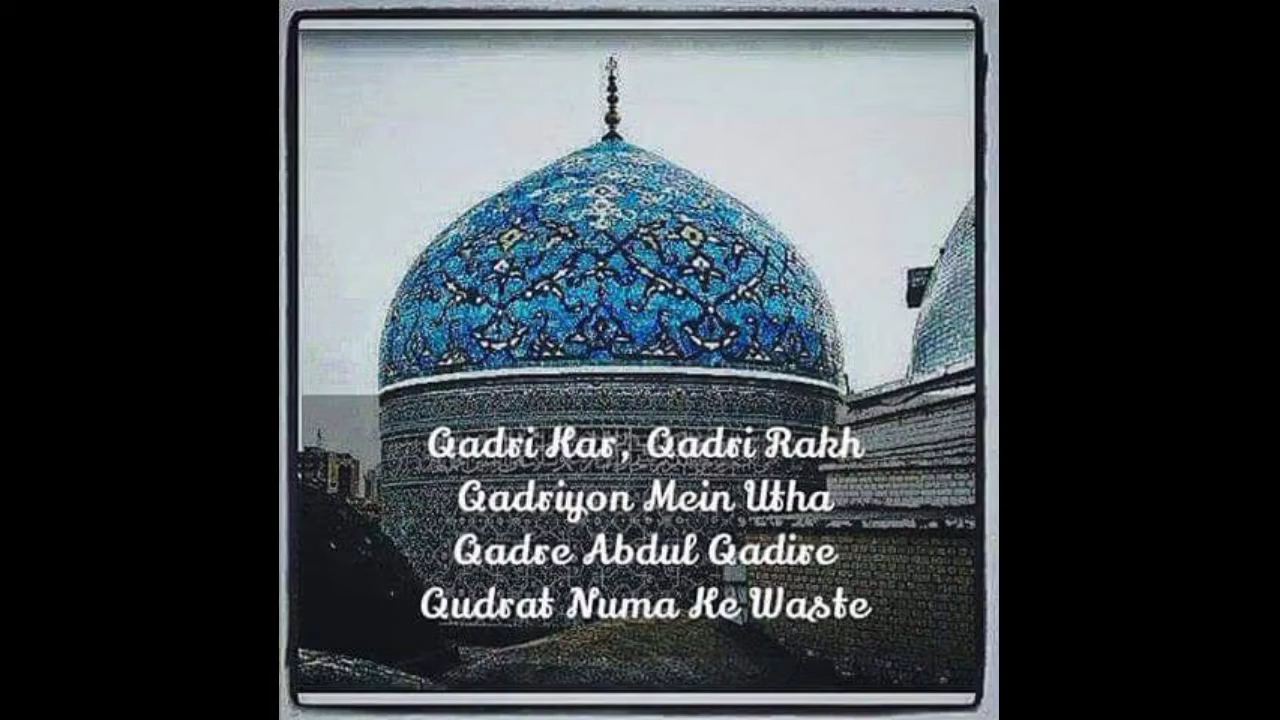 Qadri Kar, Qadri Rakh
Qadriyon Mein Utha
Qadre Abdul Qadire
Qudrat Numa Ke Waste